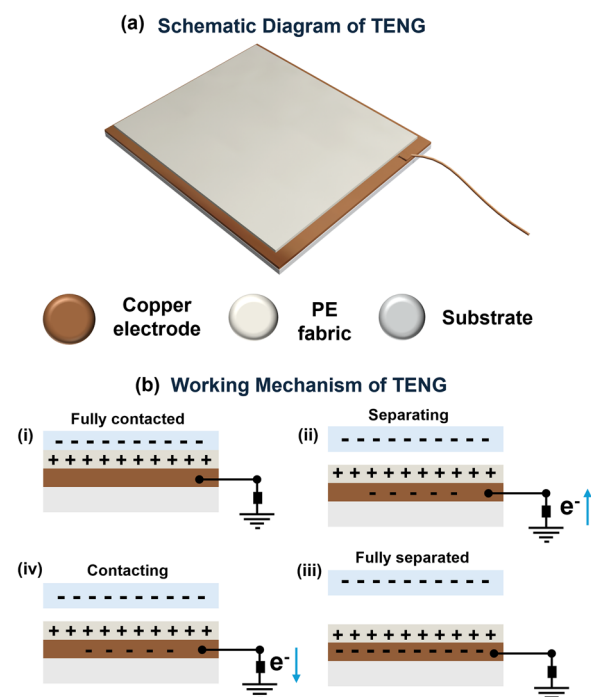 (a) Schematic Diagram of TENG
Copper
electrode
PE
fabric
Substrate
(b) Working Mechanism of TENG
(i)
Fully contacted
- - - - - - - - - -
+ + + + + + + + + +
(ii)
Separating
- - - - - - - - - -
+ + + + + + + + + +
- - - - -
e-
(iv)
Contacting
- - - - - - - - - -
+ + + + + + + + + +
- - - - -
e-
(iii)
Fully separated
- - - - - - - - - -
+ + + + + + + + + +
- - - - - - - - - -